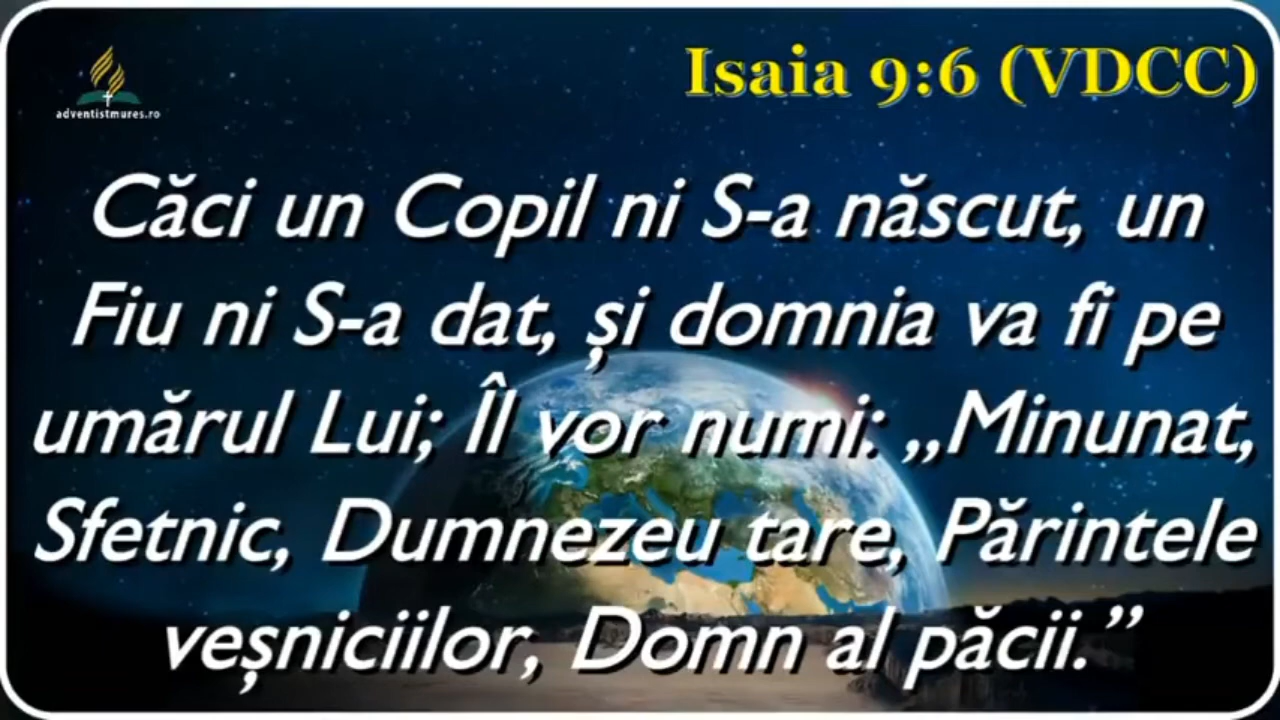 adventistmures.ro
Isaia 9:6 (VDCC)
Căci un Copil ni S-a născut, un
Fiu ni S-a dat, și domnia va fi pe
umărul Lui; Îl vor numi: „Minunat,
Sfetnic, Dumnezeu tare, Părintele
veșniciilor, Domn al păcii.”